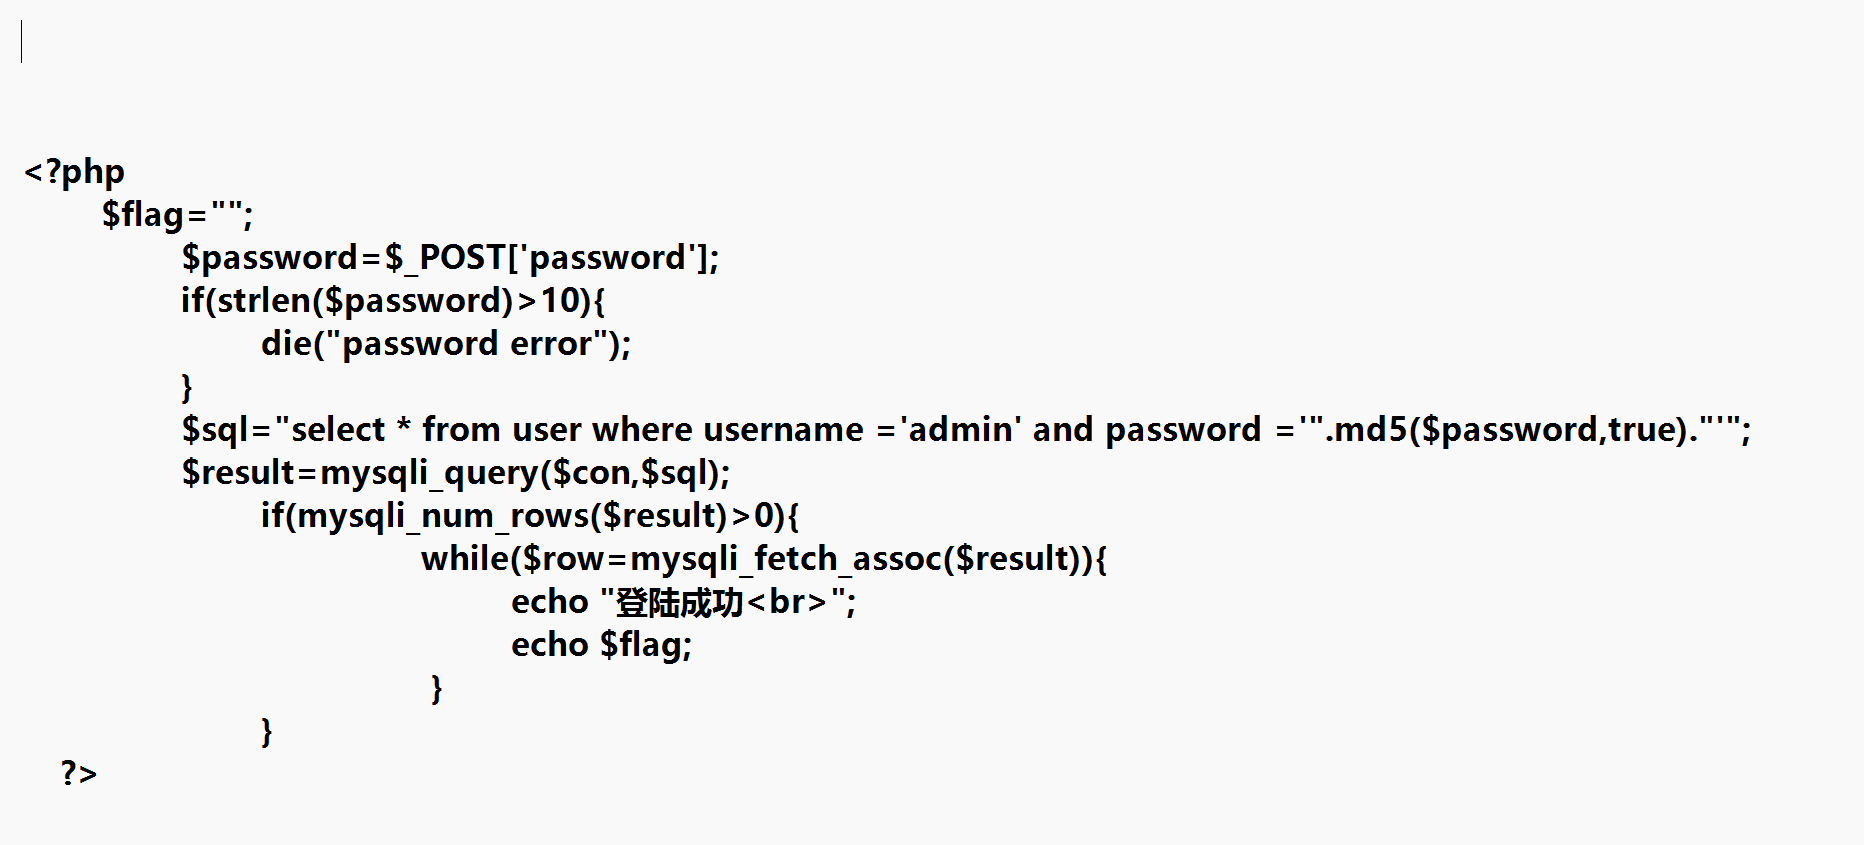 <?php
$flag="";
$password=$_POST['password'];
if(strlen($password)>10){
die("password error");
}
$sql="select * from user where username ='admin' and password ='".md5($password,true)."'";
$result=mysqli_query($con,$sql);
if(mysqli_num_rows($result)>0){
while($row=mysqli_fetch_assoc($result)){
echo "登陆成功<br>";
echo $flag;
}
}
?>